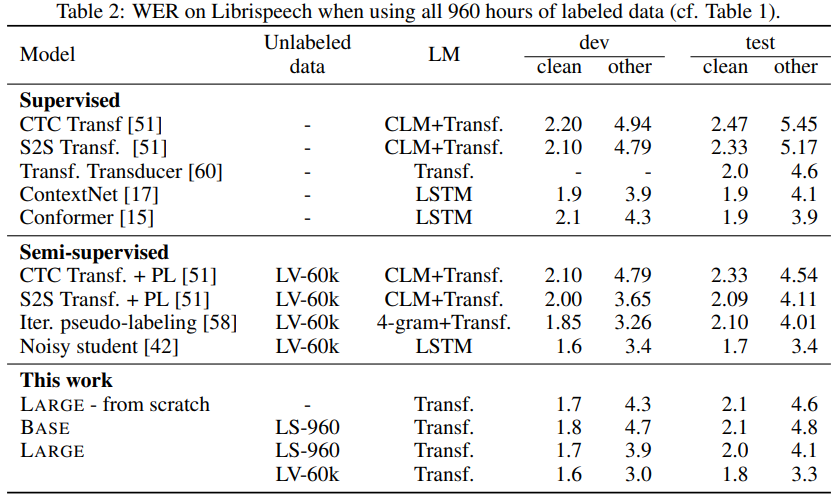 Table 2: WER on Librispeech when using all 960 hours of labeled data (cf. Table 1).
Model Unlabeled data LM dev test
clean other clean other
Supervised
CTC Transf [51] - CLM+Transf. 2.20 4.94 2.47 5.45
S2S Transf. [51] - CLM+Transf. 2.10 4.79 2.33 5.17
Transf. Transducer [60] - Transf. - - 2.0 4.6
ContextNet [17] - LSTM 1.9 3.9 1.9 4.1
Conformer [15] - LSTM 2.1 4.3 1.9 3.9
Semi-supervised
CTC Transf. + PL [51] LV-60k CLM+Transf. 2.10 4.79 2.33 4.54
S2S Transf. + PL [51] LV-60k CLM+Transf. 2.00 3.65 2.09 4.11
Iter. pseudo-labeling [58] LV-60k 4-gram+Transf. 1.85 3.26 2.10 4.01
Noisy student [42] LV-60k LSTM 1.6 3.4 1.7 3.4
This work
LARGE - from scratch - Transf. 1.7 4.3 2.1 4.6
BASE LS-960 Transf. 1.8 4.7 2.1 4.8
LARGE LS-960 Transf. 1.7 3.9 2.0 4.1
LV-60k Transf. 1.6 3.0 1.8 3.3